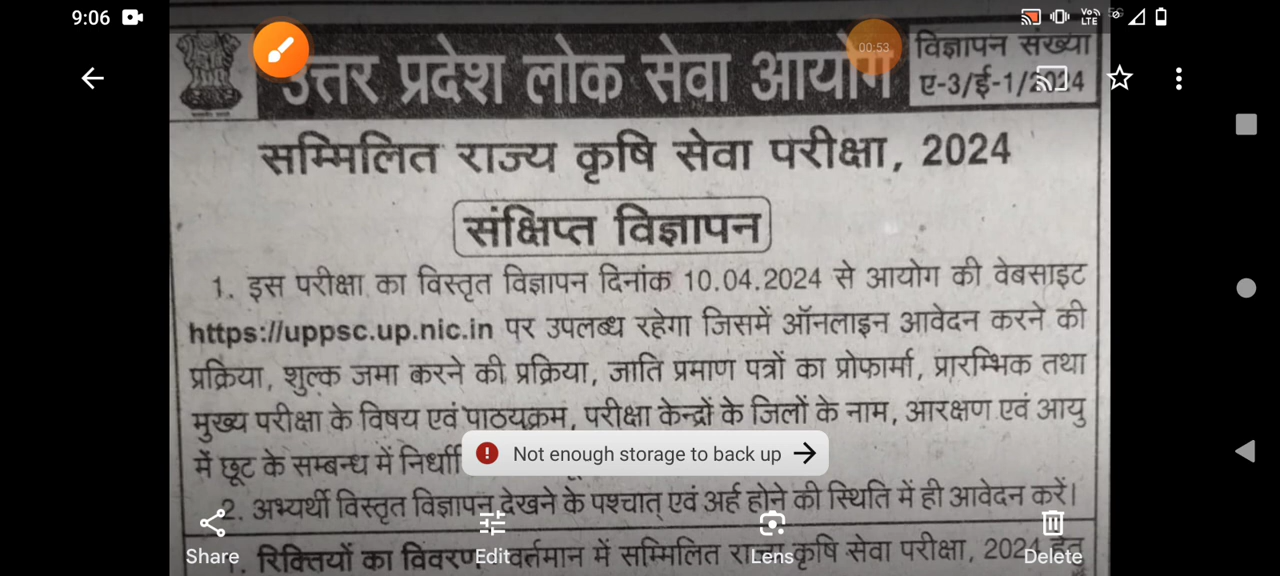 9:06
VoLTE 5G
00:53
उत्तर प्रदेश लोक सेवा आयोग
विज्ञापन संख्या
ए-3/ई-1/2024
सम्मिलित राज्य कृषि सेवा परीक्षा, 2024
संक्षिप्त विज्ञापन
1. इस परीक्षा का विस्तृत विज्ञापन दिनांक 10.04.2024 से आयोग की वेबसाइट
https://uppsc.up.nic.in पर उपलब्ध रहेगा जिसमें ऑनलाइन आवेदन करने की
प्रक्रिया, शुल्क जमा करने की प्रक्रिया, जाति प्रमाण पत्रों का प्रोफार्मा, प्रारम्भिक तथा
मुख्य परीक्षा के विषय एवं पाठ्यक्रम, परीक्षा केन्द्रों के जिलों के नाम, आरक्षण एवं आयु
में छूट के सम्बन्ध में
Not enough storage to back up
2. अभ्यर्थी विस्तृत विज्ञापन देखने के पश्चात् एवं अर्ह होने की स्थिति में ही आवेदन करें।
1. रिक्तियों का विवरण वर्तमान में सम्मिलित राज्य कृषि सेवा परीक्षा, 2024 हेतु
Share
Edit
Lens
Delete